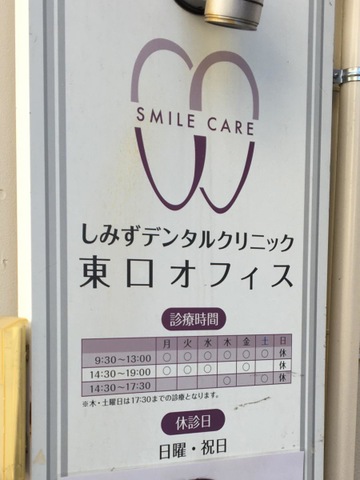 SMILE CARE
しみずデンタルクリニック
東口オフィス
診療時間
月 火 水 木 金 土 日
9:30〜13:00 ○ ○ ○ ○ ○ ○ 休
14:30〜19:00 ○ ○ ○ ○ 休
14:30〜17:30 ○ ○ 休
※木・土曜日は17:30までの診療となります。
休診日
日曜・祝日